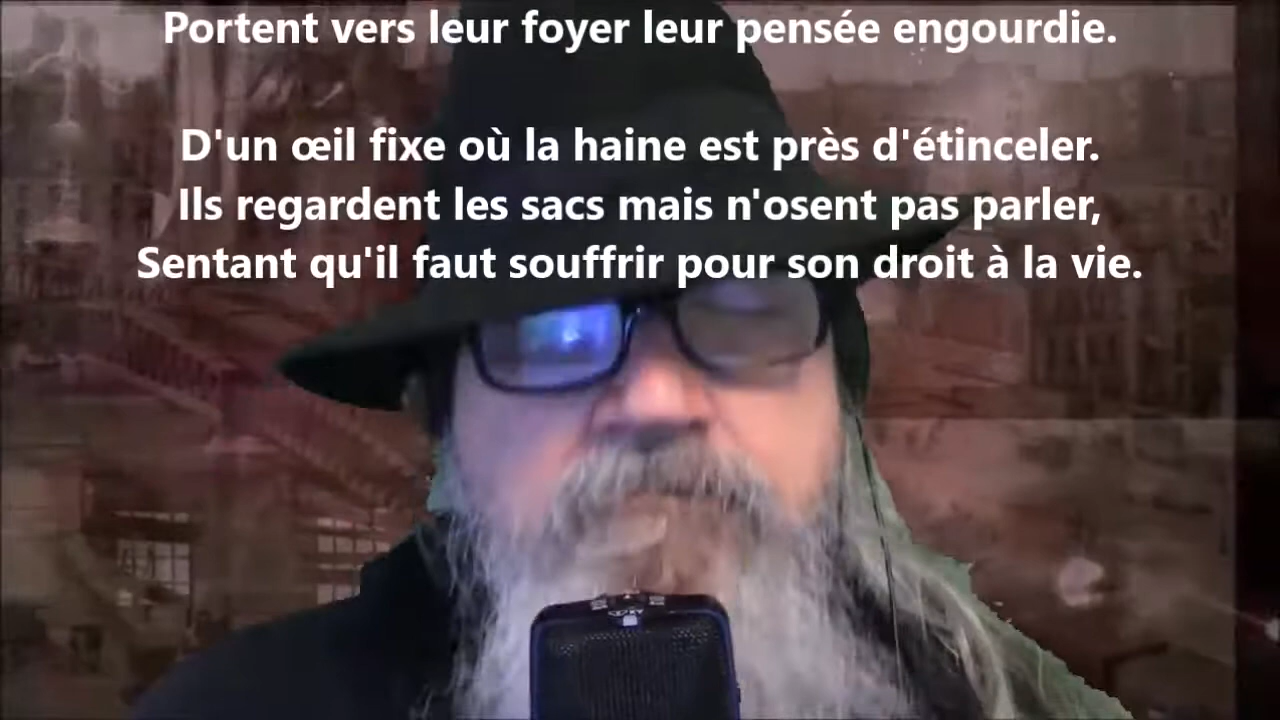 Portent vers leur foyer leur pensée engourdie.
D'un œil fixe où la haine est près d'étinceler.
Ils regardent les sacs mais n'osent pas parler,
Sentant qu'il faut souffrir pour son droit à la vie.